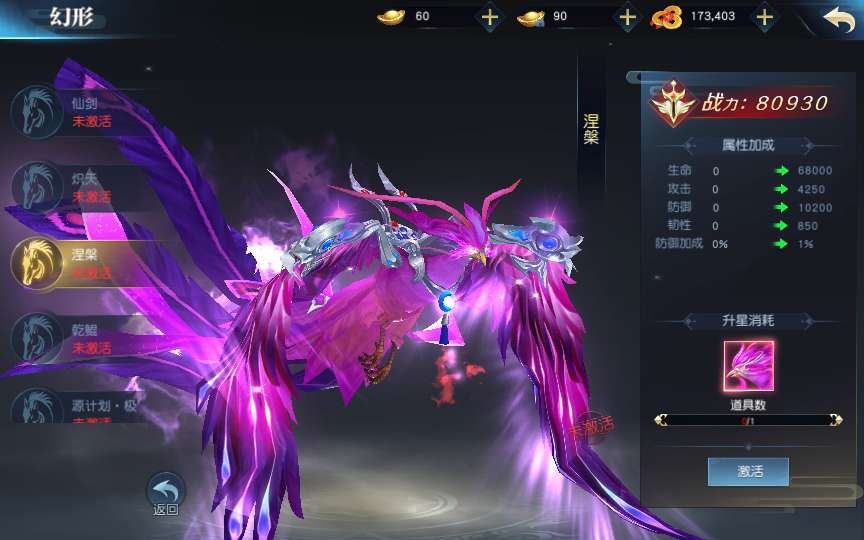 幻形
60
90
173,403
仙剑
未激活
炽天
未激活
涅槃
未激活
乾鲲
未激活
源计划·极
未激活
涅槃
未激活
返回
战力：80930
属性加成
生命 0 68000
攻击 0 4250
防御 0 10200
韧性 0 850
防御加成 0% 1%
升星消耗
道具数
0/1
激活